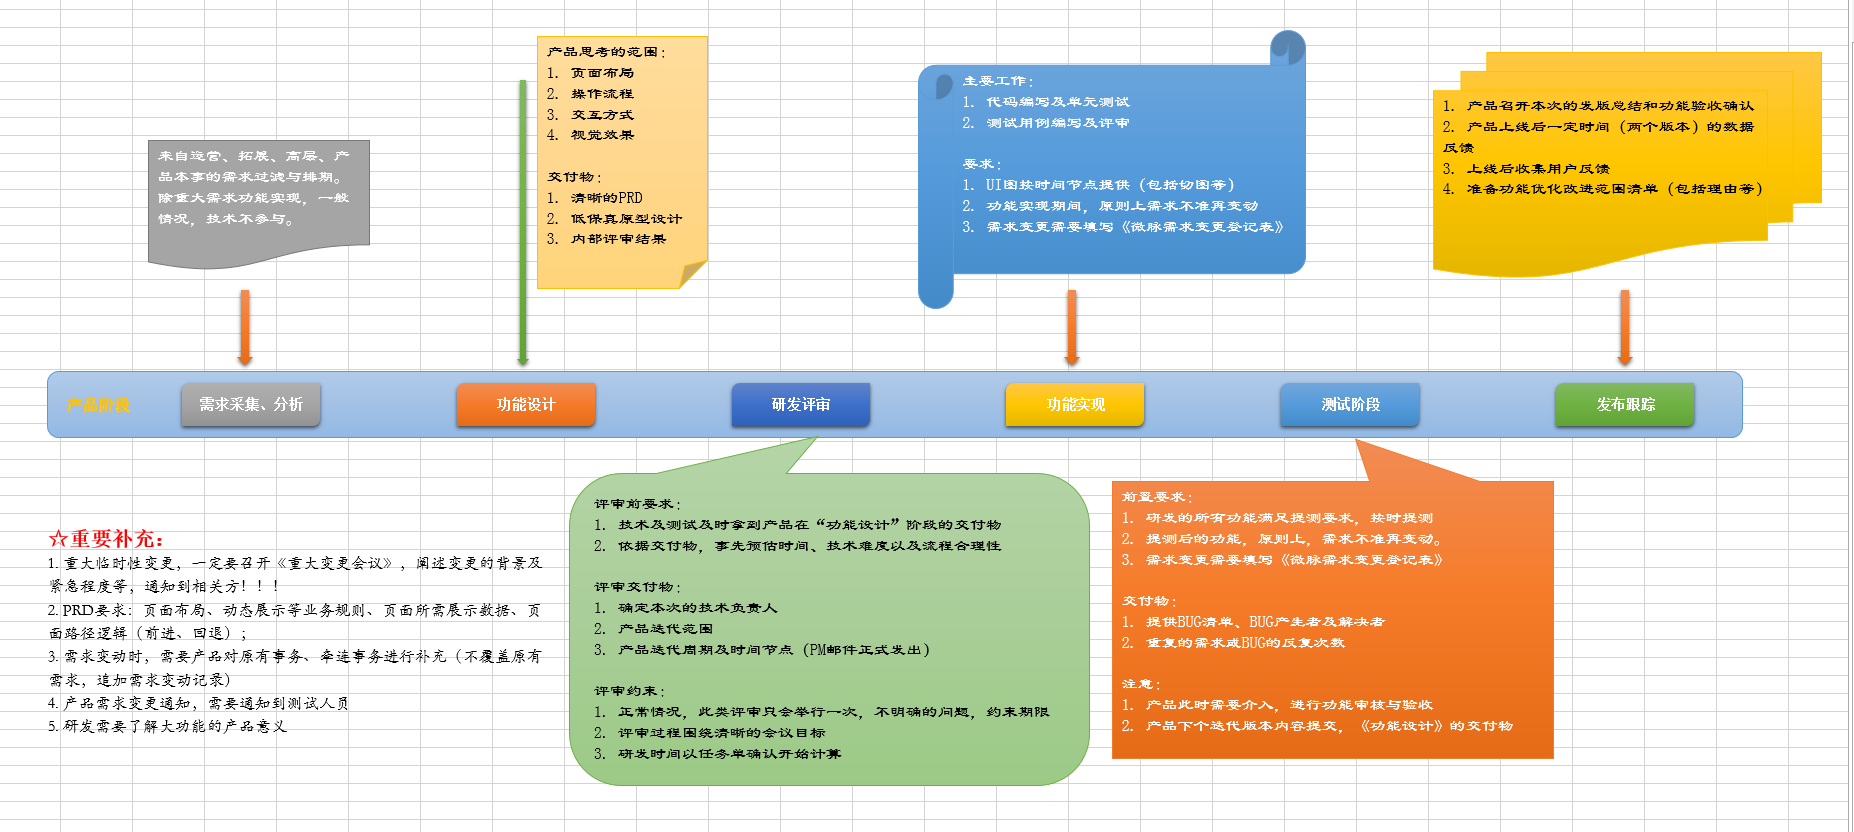 产品思考的范围：
1. 页面布局
2. 操作流程
3. 交互方式
4. 视觉效果
交付物：
1. 清晰的PRD
2. 低保真原型设计
3. 内部评审结果
主要工作：
1. 代码编写及单元测试
2. 测试用例编写及评审
要求：
1. UI图按时间节点提供（包括切图等）
2. 功能实现期间，原则上需求不准再变动
3. 需求变更需要填写《微脉需求变更登记表》
1. 产品召开本次的发版总结和功能验收确认
2. 产品上线后一定时间（两个版本）的数据
反馈
3. 上线后收集用户反馈
4. 准备功能优化改进范围清单（包括理由等）
来自运营、拓展、高层、产
品本事的需求过滤与排期。
除重大需求功能实现，一般
情况，技术不参与。
产品阶段
需求采集、分析
功能设计
研发评审
功能实现
测试阶段
发布跟踪
☆重要补充：
1. 重大临时性变更，一定要召开《重大变更会议》，阐述变更的背景及
紧急程度等，通知到相关方！！！
2. PRD要求：页面布局、动态展示等业务规则、页面所需展示数据、页
面路径逻辑（前进、回退）；
3. 需求变动时，需要产品对原有事务、牵连事务进行补充（不覆盖原有
需求，追加需求变动记录）
4. 产品需求变更通知，需要通知到测试人员
5. 研发需要了解大功能的产品意义
评审前要求：
1. 技术及测试及时拿到产品在“功能设计”阶段的交付物
2. 依据交付物，事先预估时间、技术难度以及流程合理性
评审交付物：
1. 确定本次的技术负责人
2. 产品迭代范围
3. 产品迭代周期及时间节点（PM邮件正式发出）
评审约束：
1. 正常情况，此类评审只会举行一次，不明确的问题，约束期限
2. 评审过程围绕清晰的会议目标
3. 研发时间以任务单确认开始计算
前置要求：
1. 研发的所有功能满足提测要求，按时提测
2. 提测后的功能，原则上，需求不准再变动。
3. 需求变更需要填写《微脉需求变更登记表》
交付物：
1. 提供BUG清单、BUG产生者及解决者
2. 重复的需求或BUG的反复次数
注意：
1. 产品此时需要介入，进行功能审核与验收
2. 产品下个迭代版本内容提交，《功能设计》的交付物